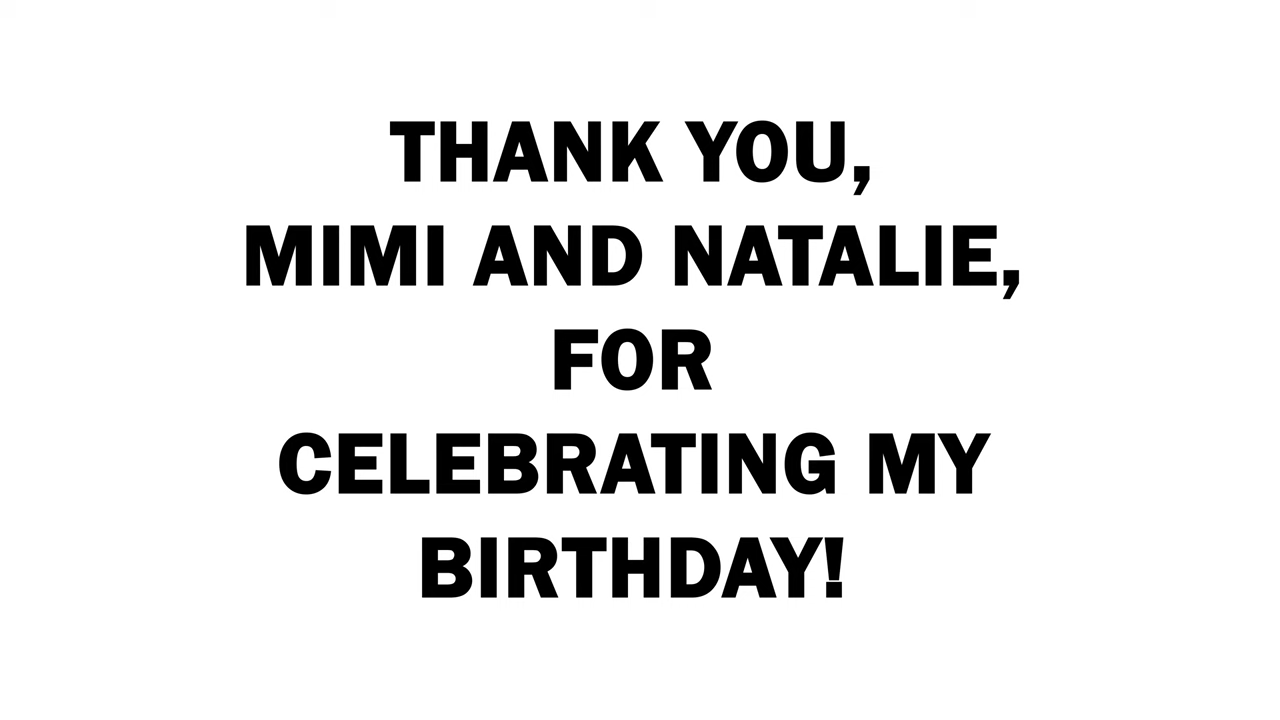 THANK YOU,
MIMI AND NATALIE,
FOR
CELEBRATING MY
BIRTHDAY!